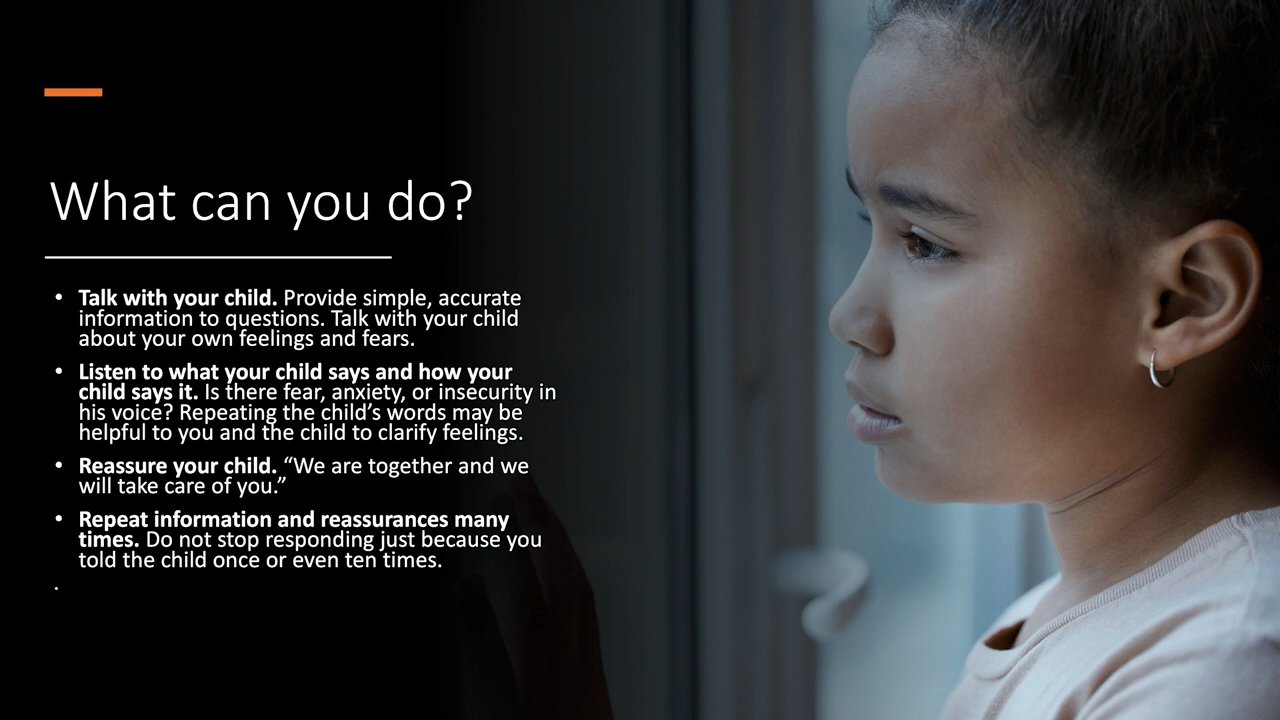 What can you do?
• Talk with your child. Provide simple, accurate
information to questions. Talk with your child
about your own feelings and fears.
• Listen to what your child says and how your
child says it. Is there fear, anxiety, or insecurity in
his voice? Repeating the child’s words may be
helpful to you and the child to clarify feelings.
• Reassure your child. “We are together and we
will take care of you.”
• Repeat information and reassurances many
times. Do not stop responding just because you
told the child once or even ten times.
•